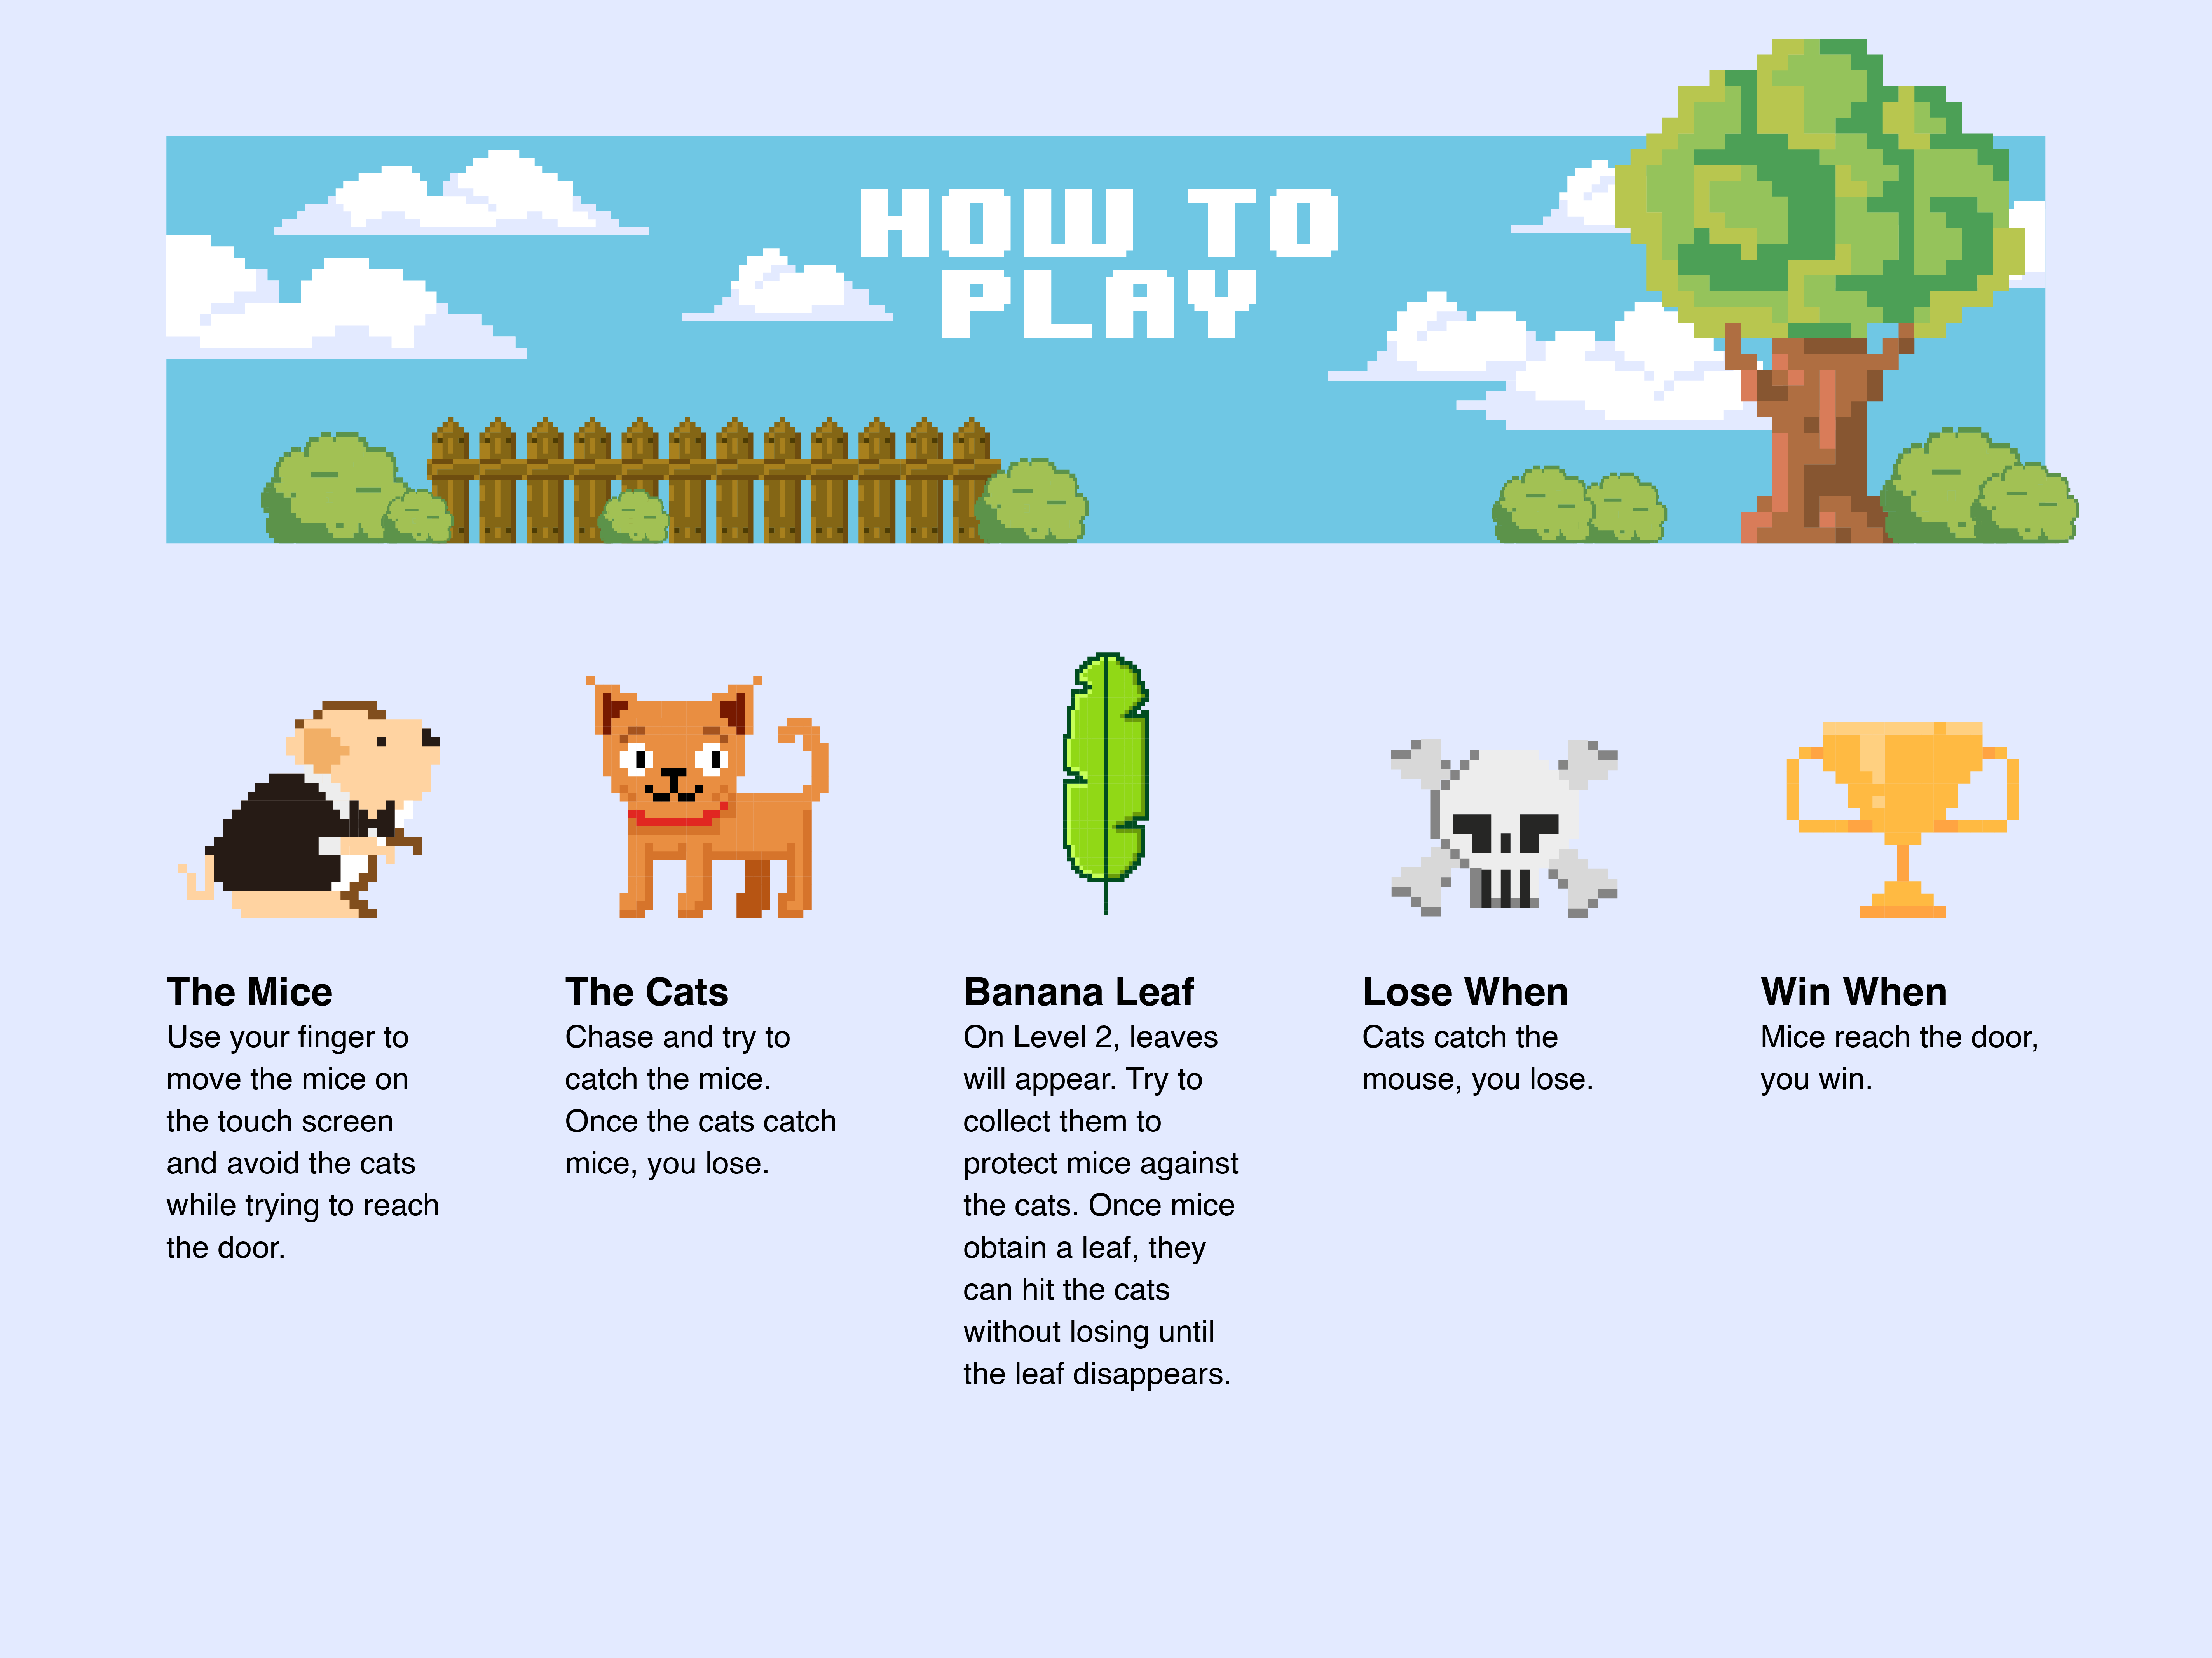 HOW TO
PLAY
The Mice
Use your finger to
move the mice on
the touch screen
and avoid the cats
while trying to reach
the door.
The Cats
Chase and try to
catch the mice.
Once the cats catch
mice, you lose.
Banana Leaf
On Level 2, leaves
will appear. Try to
collect them to
protect mice against
the cats. Once mice
obtain a leaf, they
can hit the cats
without losing until
the leaf disappears.
Lose When
Cats catch the
mouse, you lose.
Win When
Mice reach the door,
you win.